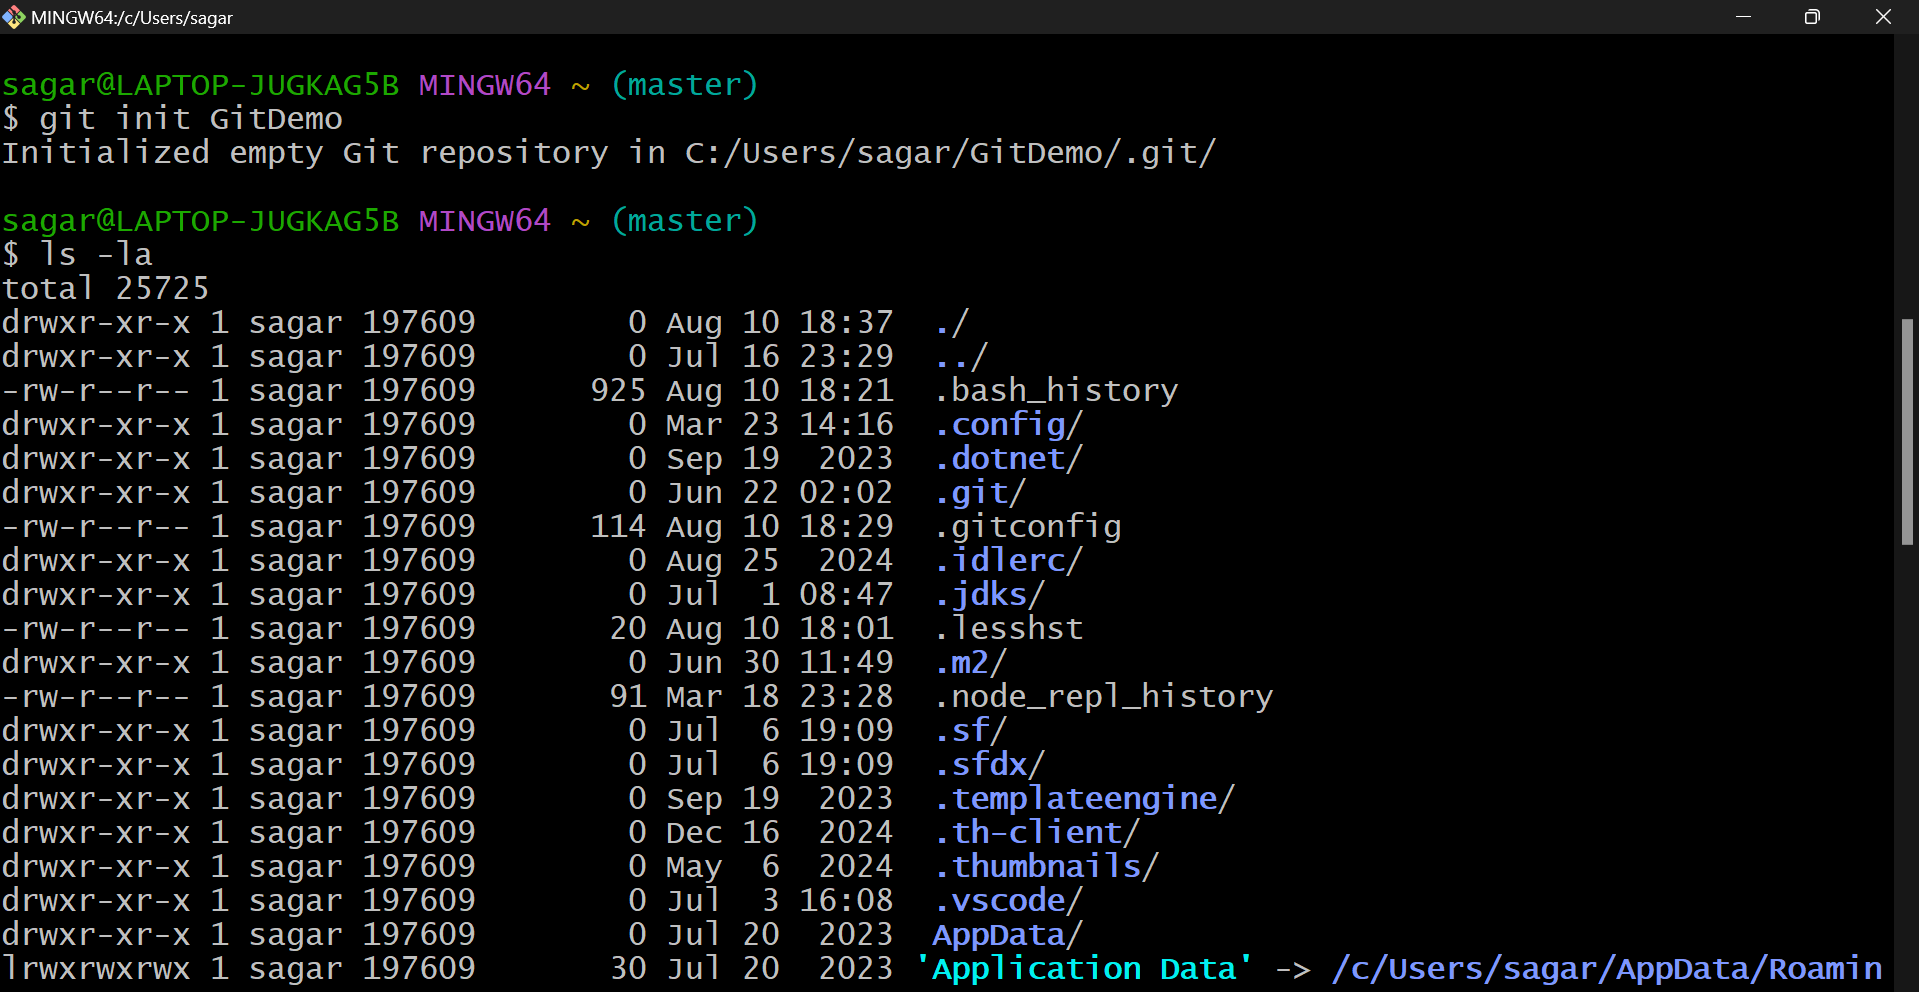 MINGW64:/c/Users/sagar
sagar@LAPTOP-JUGKAG5B MINGW64 ~ (master)
$ git init GitDemo
Initialized empty Git repository in C:/Users/sagar/GitDemo/.git/
sagar@LAPTOP-JUGKAG5B MINGW64 ~ (master)
$ ls -la
total 25725
drwxr-xr-x 1 sagar 197609        0 Aug 10 18:37  ./
drwxr-xr-x 1 sagar 197609        0 Jul 16 23:29  ../
-rw-r--r-- 1 sagar 197609      925 Aug 10 18:21  .bash_history
drwxr-xr-x 1 sagar 197609        0 Mar 23 14:16  .config/
drwxr-xr-x 1 sagar 197609        0 Sep 19  2023  .dotnet/
drwxr-xr-x 1 sagar 197609        0 Jun 22 02:02  .git/
-rw-r--r-- 1 sagar 197609      114 Aug 10 18:29  .gitconfig
drwxr-xr-x 1 sagar 197609        0 Aug 25  2024  .idlerc/
drwxr-xr-x 1 sagar 197609        0 Jul  1 08:47  .jdks/
-rw-r--r-- 1 sagar 197609       20 Aug 10 18:01  .lesshst
drwxr-xr-x 1 sagar 197609        0 Jun 30 11:49  .m2/
-rw-r--r-- 1 sagar 197609       91 Mar 18 23:28  .node_repl_history
drwxr-xr-x 1 sagar 197609        0 Jul  6 19:09  .sf/
drwxr-xr-x 1 sagar 197609        0 Jul  6 19:09  .sfdx/
drwxr-xr-x 1 sagar 197609        0 Sep 19  2023  .templateengine/
drwxr-xr-x 1 sagar 197609        0 Dec 16  2024  .th-client/
drwxr-xr-x 1 sagar 197609        0 May  6  2024  .thumbnails/
drwxr-xr-x 1 sagar 197609        0 Jul  3 16:08  .vscode/
drwxr-xr-x 1 sagar 197609        0 Jul 20  2023  AppData/
lrwxrwxrwx 1 sagar 197609       30 Jul 20  2023 'Application Data' -> /c/Users/sagar/AppData/Roamin